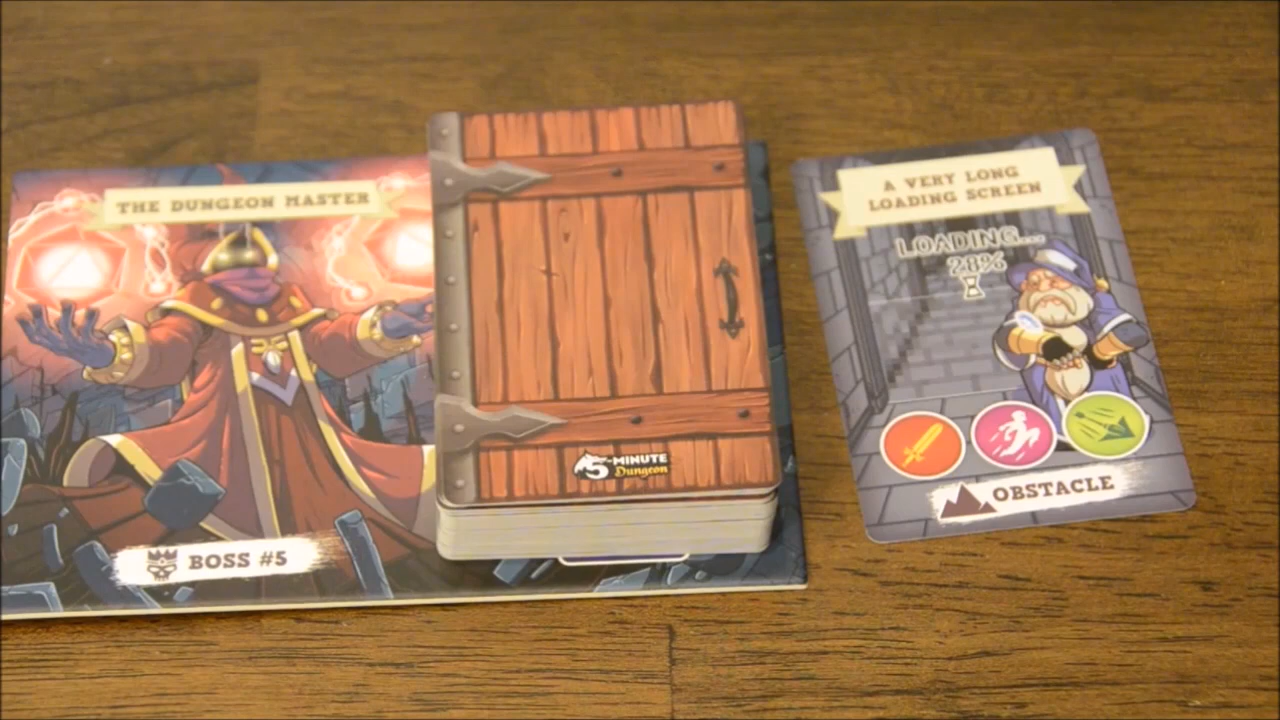 THE DUNGEON MASTER
BOSS #5
5-MINUTE
Dungeon
A VERY LONG
LOADING SCREEN
LOADING...
28%
OBSTACLE